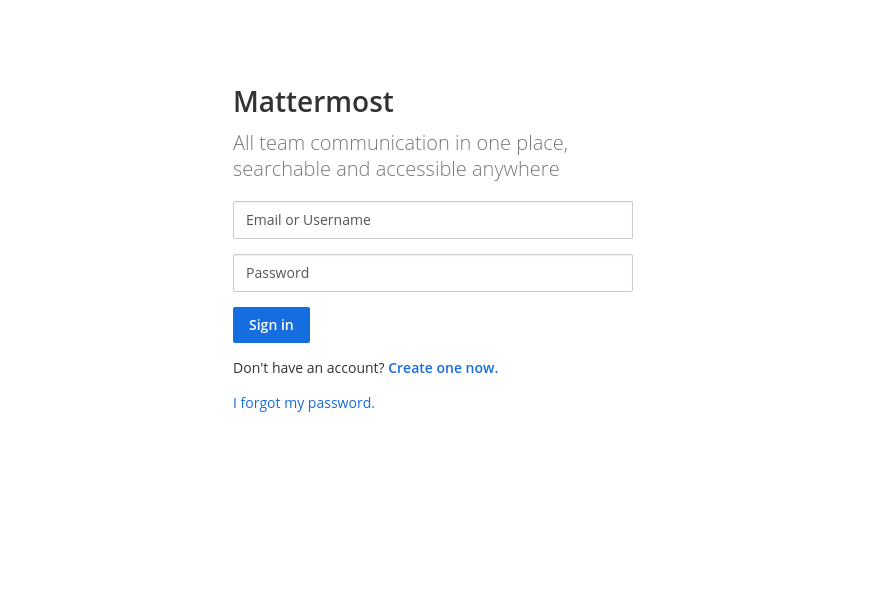 Mattermost
All team communication in one place,
searchable and accessible anywhere
Email or Username
Password
Sign in
Don't have an account? Create one now.
I forgot my password.